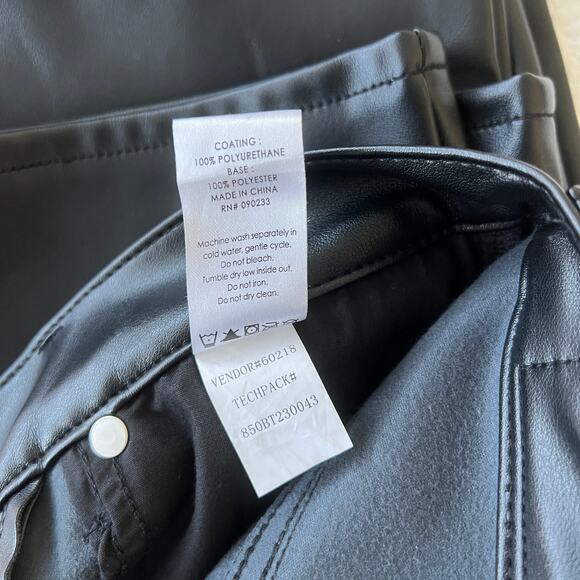 COATING :
100% POLYURETHANE
BASE :
100% POLYESTER
MADE IN CHINA
RN# 090233
Machine wash separately in
cold water, gentle cycle.
Do not bleach.
Tumble dry low inside out.
Do not iron.
Do not dry clean.
VENDOR#60218
TECHPACK#
850BT230043